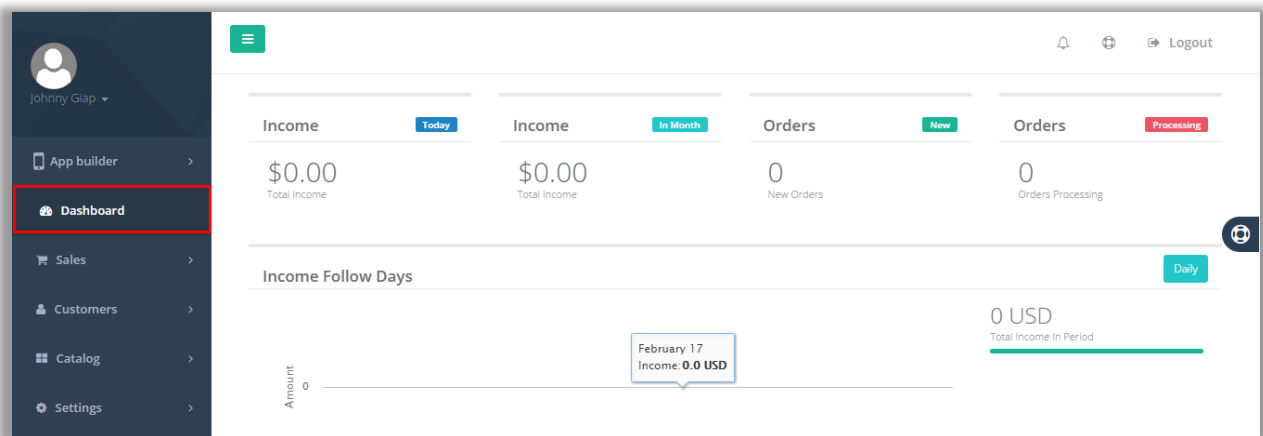 Johnny Giap
App builder
Dashboard
Sales
Customers
Catalog
Settings
Logout
Income Today
$0.00
Total Income
Income In Month
$0.00
Total Income
Orders New
0
New Orders
Orders Processing
0
Orders Processing
Income Follow Days
Daily
0 USD
Total Income In Period
February 17
Income: 0.0 USD
Amount
0